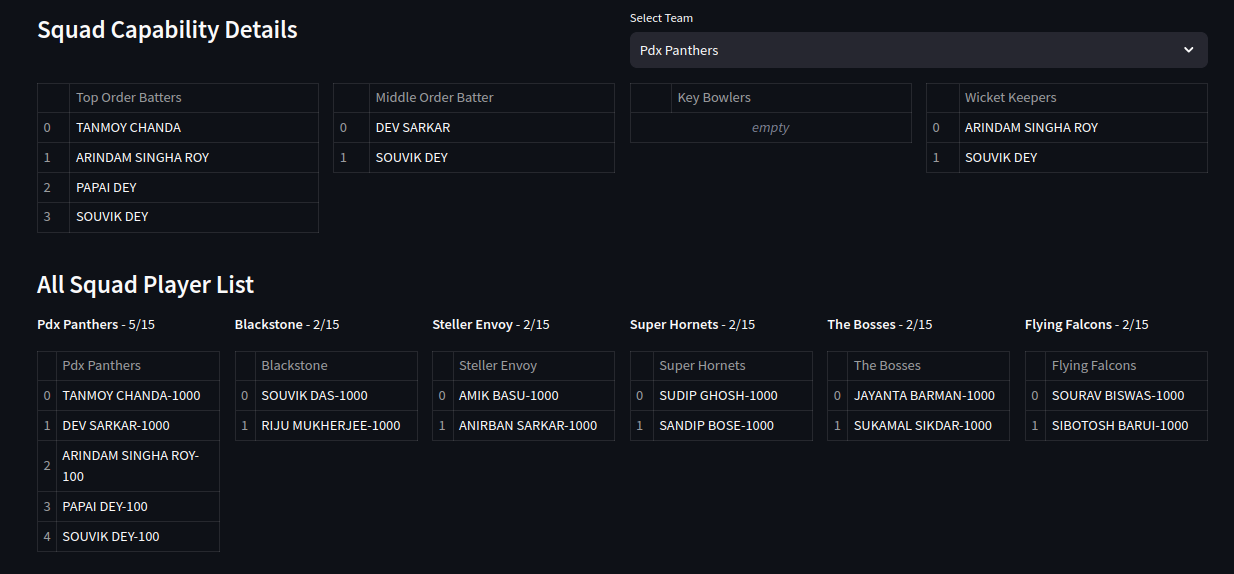 Squad Capability Details
Select Team
Pdx Panthers
Top Order Batters
0 TANMOY CHANDA
1 ARINDAM SINGHA ROY
2 PAPAI DEY
3 SOUVIK DEY
Middle Order Batter
0 DEV SARKAR
1 SOUVIK DEY
Key Bowlers
empty
Wicket Keepers
0 ARINDAM SINGHA ROY
1 SOUVIK DEY
All Squad Player List
Pdx Panthers - 5/15
Pdx Panthers
0 TANMOY CHANDA-1000
1 DEV SARKAR-1000
2 ARINDAM SINGHA ROY-
100
3 PAPAI DEY-100
4 SOUVIK DEY-100
Blackstone - 2/15
Blackstone
0 SOUVIK DAS-1000
1 RIJU MUKHERJEE-1000
Steller Envoy - 2/15
Steller Envoy
0 AMIK BASU-1000
1 ANIRBAN SARKAR-1000
Super Hornets - 2/15
Super Hornets
0 SUDIP GHOSH-1000
1 SANDIP BOSE-1000
The Bosses - 2/15
The Bosses
0 JAYANTA BARMAN-1000
1 SUKAMAL SIKDAR-1000
Flying Falcons - 2/15
Flying Falcons
0 SOURAV BISWAS-1000
1 SIBOTOSH BARUI-1000